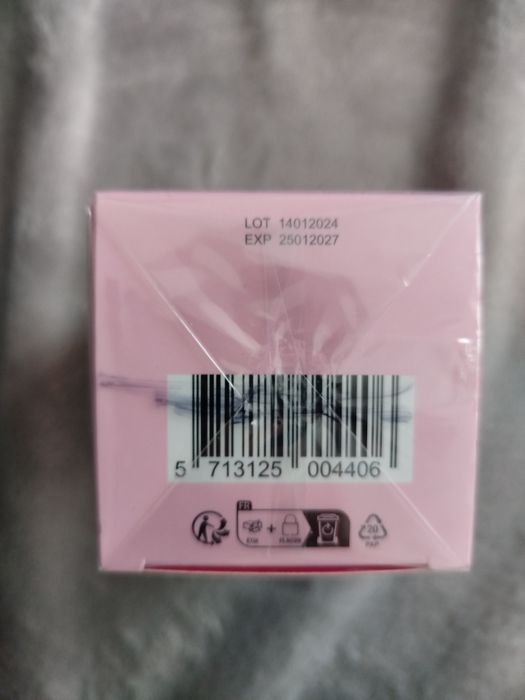 LOT 14012024
EXP 25012027
5 713125 004406
FR
ÉTUI + FLACON
20
PAP